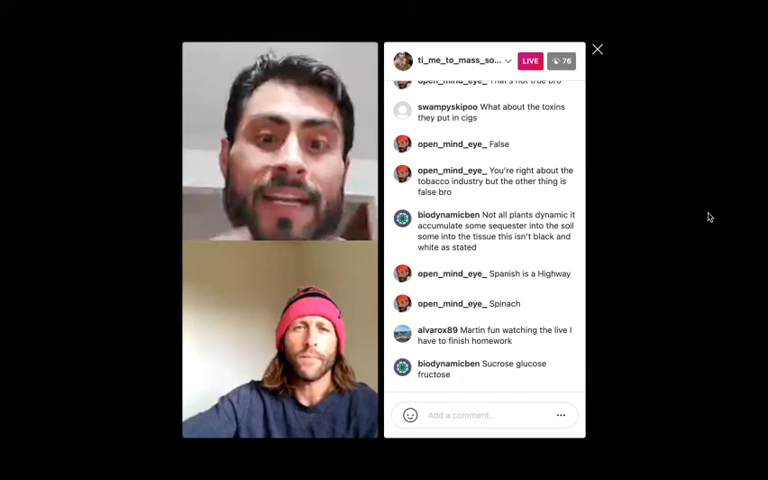 ti_me_to_mass_so...
LIVE
76
open_mind_eye_ That's not true bro
swampyskipoo What about the toxins
they put in cigs
open_mind_eye_ False
open_mind_eye_ You're right about the
tobacco industry but the other thing is
false bro
biodynamicben Not all plants dynamic it
accumulate some sequester into the soil
some into the tissue this isn't black and
white as stated
open_mind_eye_ Spanish is a Highway
open_mind_eye_ Spinach
alvarox89 Martin fun watching the live I
have to finish homework
biodynamicben Sucrose glucose
fructose
Add a comment...